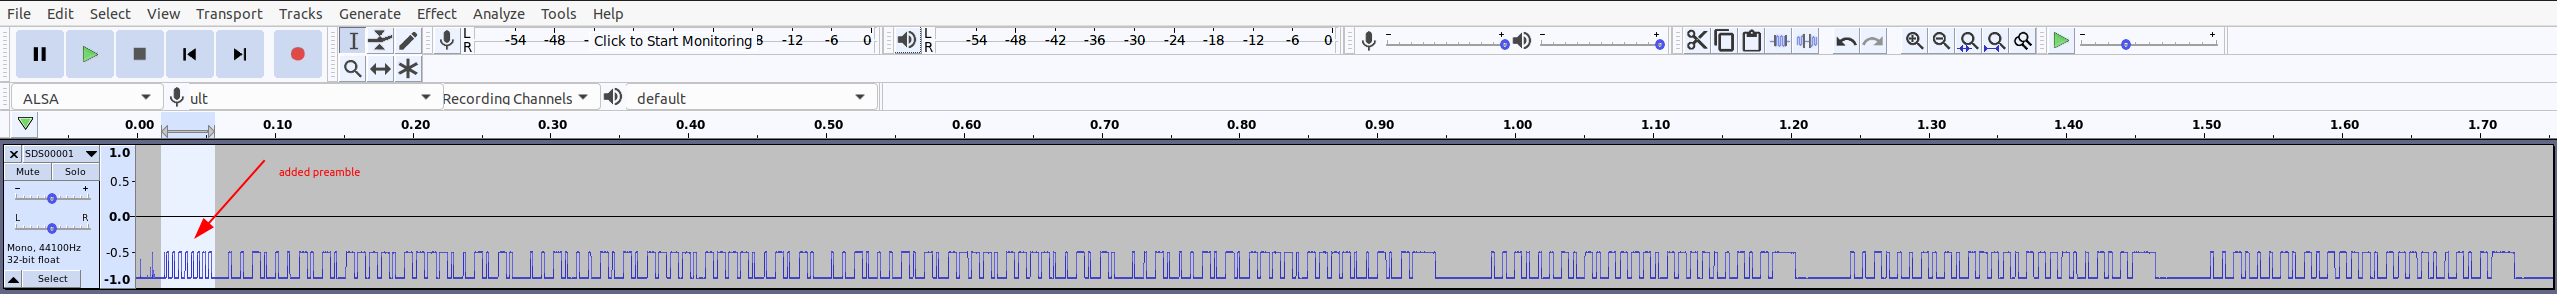 File Edit Select View Transport Tracks Generate Effect Analyze Tools Help
L
R
-54 -48 - Click to Start Monitoring 8 -12 -6 0
L
R
-54 -48 -42 -36 -30 -24 -18 -12 -6 0
- +
- +
- +
ALSA
ult
Recording Channels
default
0.00 0.10 0.20 0.30 0.40 0.50 0.60 0.70 0.80 0.90 1.00 1.10 1.20 1.30 1.40 1.50 1.60 1.70
SDS00001
Mute Solo
- +
L R
Mono, 44100Hz
32-bit float
Select
1.0
0.5
0.0
-0.5
-1.0
added preamble